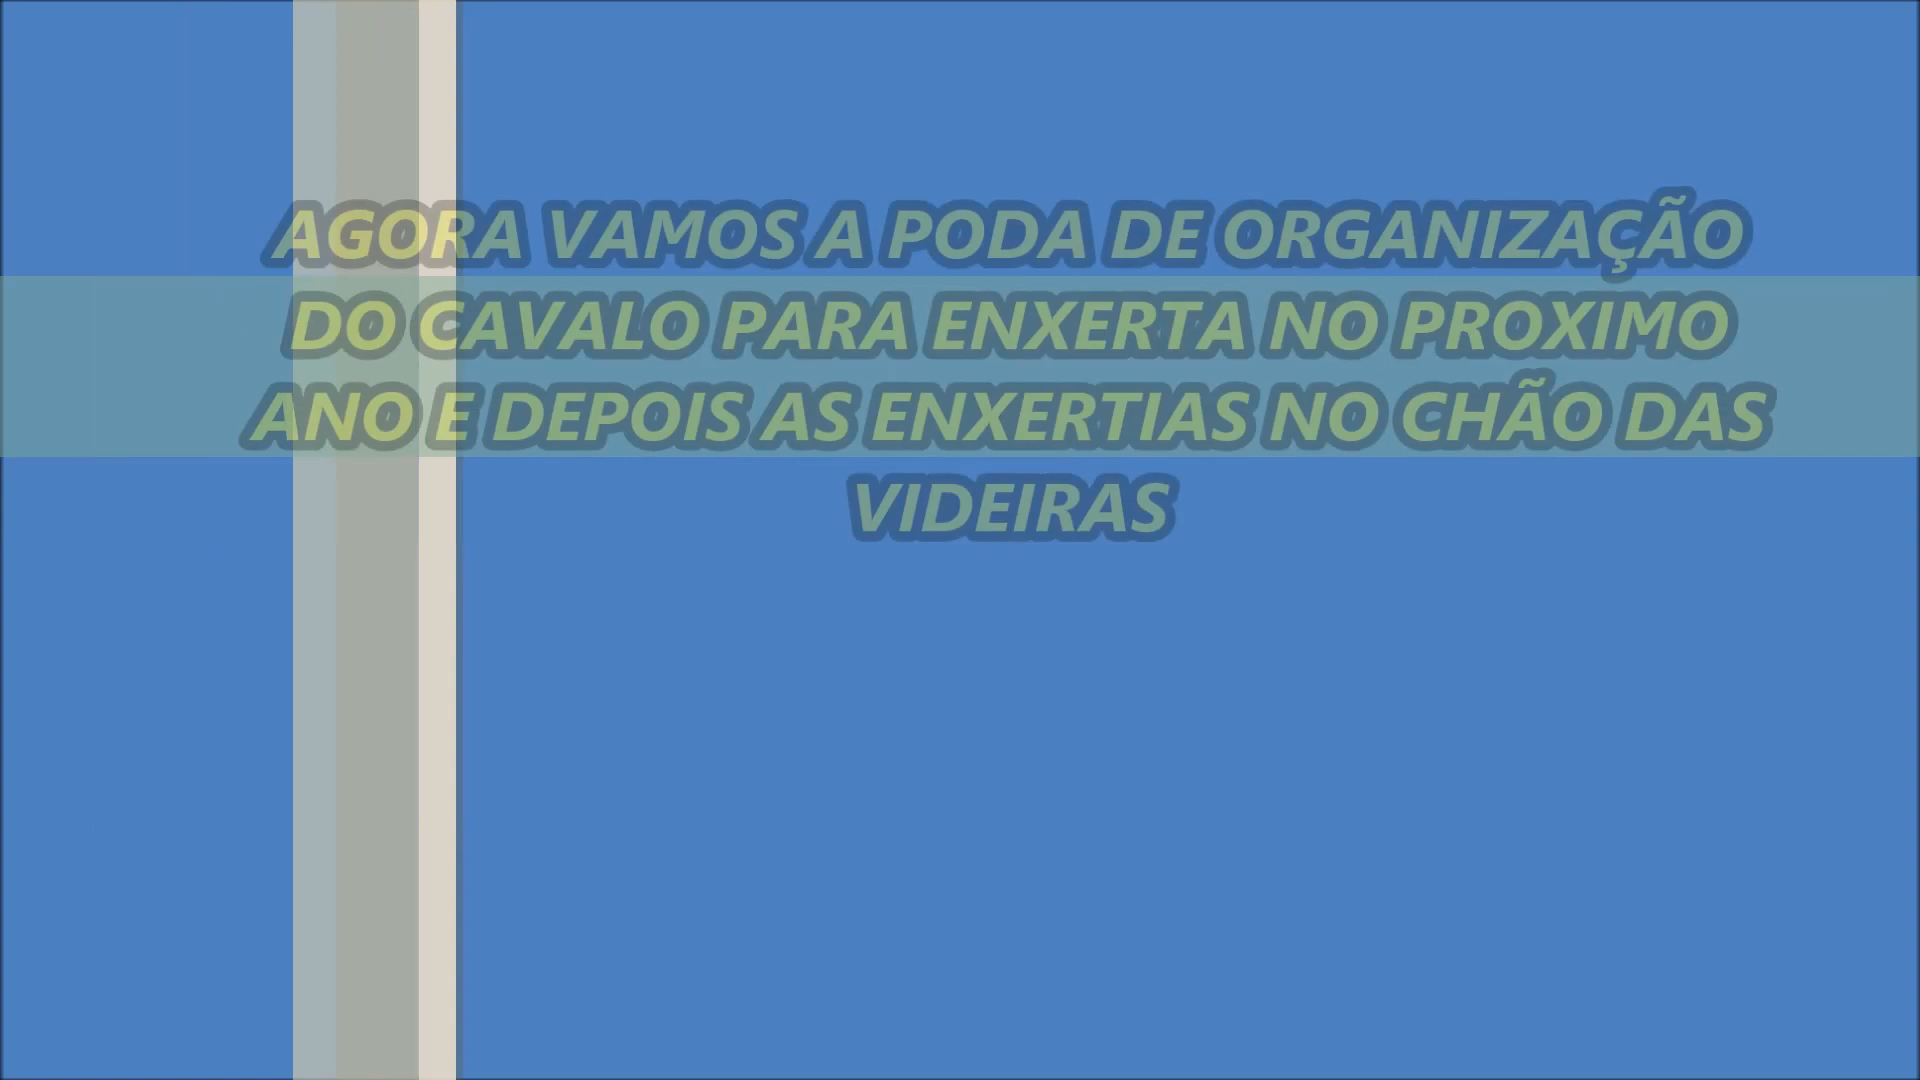 AGORA VAMOS A PODA DE ORGANIZAÇÃO
DO CAVALO PARA ENXERTA NO PROXIMO
ANO E DEPOIS AS ENXERTIAS NO CHÃO DAS
VIDEIRAS